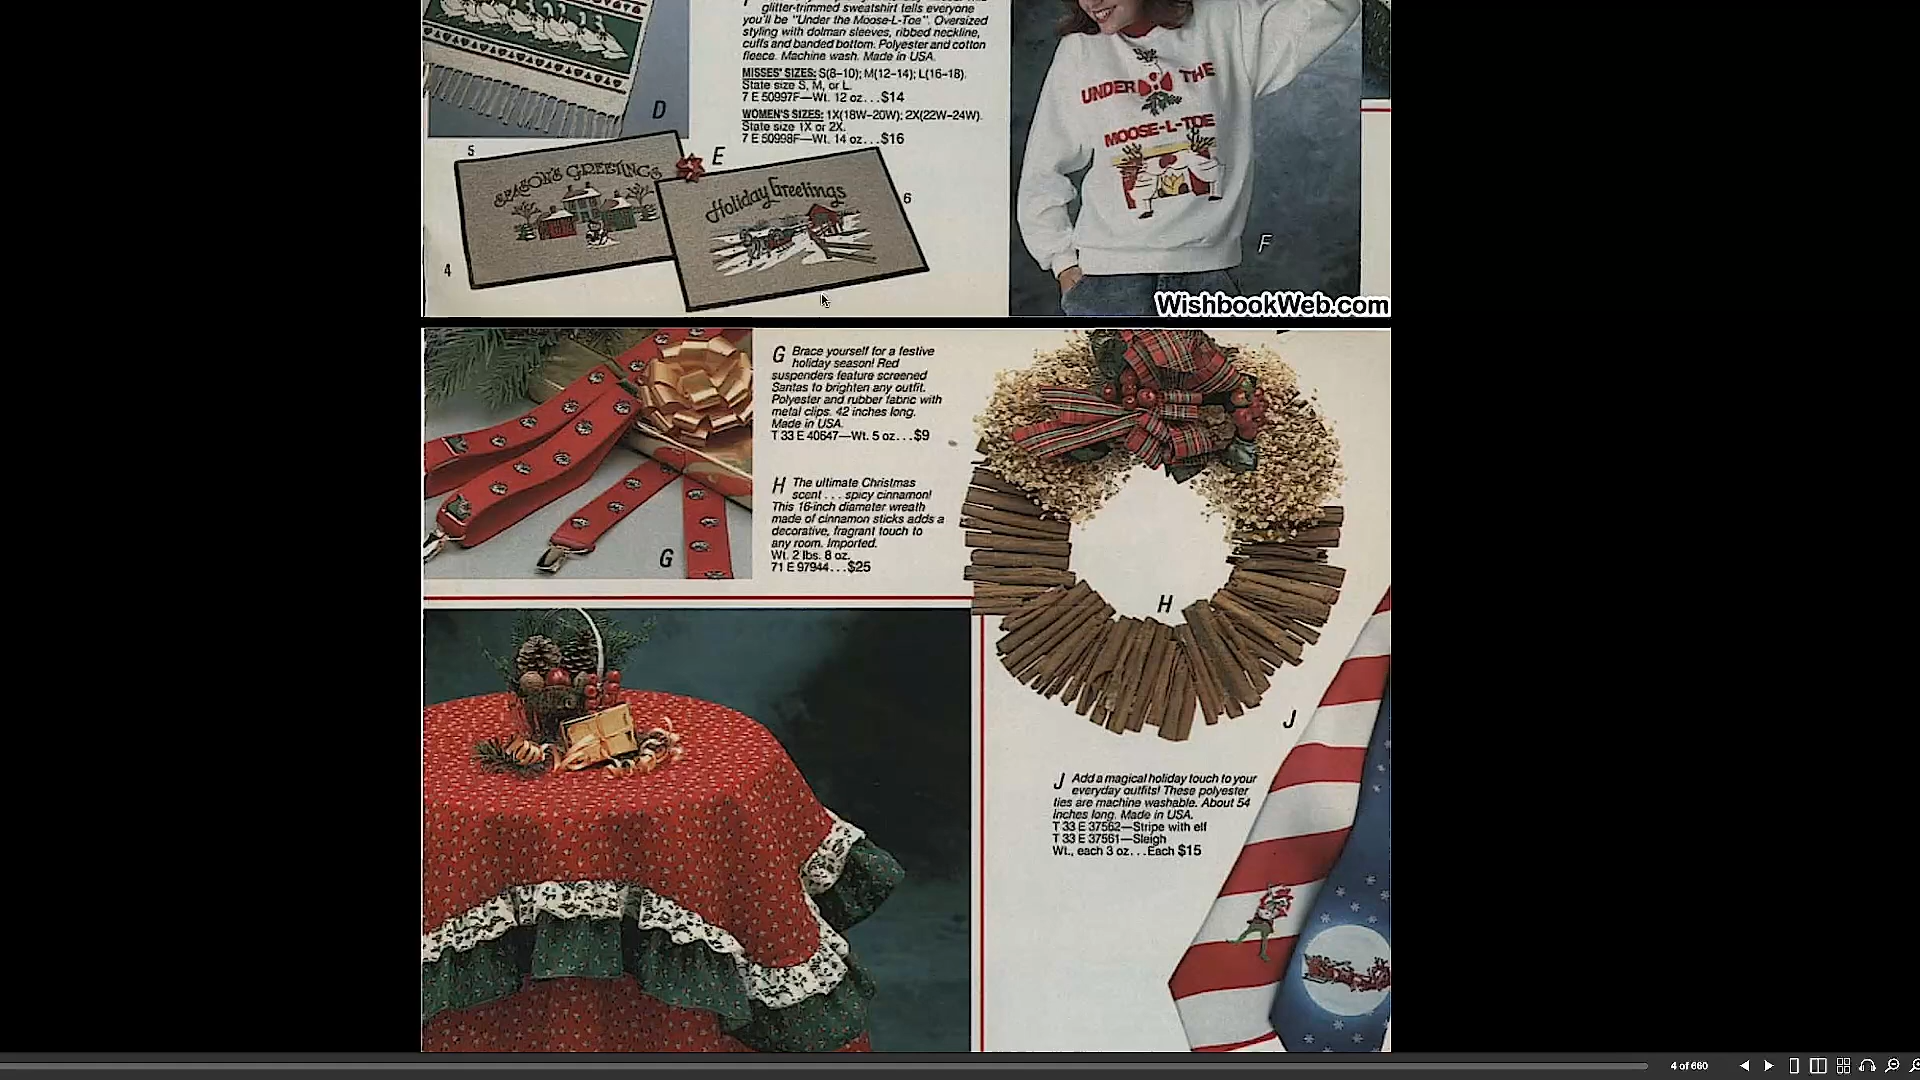 glitter-trimmed sweatshirt tells everyone
you'll be "Under the Moose-L-Toe". Oversized
styling with dolman sleeves, ribbed neckline,
cuffs and banded bottom. Polyester and cotton
fleece. Machine wash. Made in USA.
MISSES' SIZES: S(8–10); M(12–14); L(16–18).
State size S, M, or L.
7 E 50997F—Wt. 12 oz...$14
WOMEN'S SIZES: 1X(18W–20W); 2X(22W–24W).
State size 1X or 2X.
7 E 50998F—Wt. 14 oz...$16
D
5
E
SEASON'S GREETINGS
Holiday Greetings
6
4
UNDER THE
MOOSE-L-TOE
F
WishbookWeb.com
G Brace yourself for a festive
holiday season! Red
suspenders feature screened
Santas to brighten any outfit.
Polyester and rubber fabric with
metal clips. 42 inches long.
Made in USA.
T 33 E 40647—Wt. 5 oz...$9
G
H The ultimate Christmas
scent . . . spicy cinnamon!
This 16-inch diameter wreath
made of cinnamon sticks adds a
decorative, fragrant touch to
any room. Imported.
Wt. 2 lbs. 8 oz.
71 E 97944...$25
H
J
J Add a magical holiday touch to your
everyday outfits! These polyester
ties are machine washable. About 54
inches long. Made in USA.
T 33 E 37562—Stripe with elf
T 33 E 37561—Sleigh
Wt., each 3 oz...Each $15
4 of 660